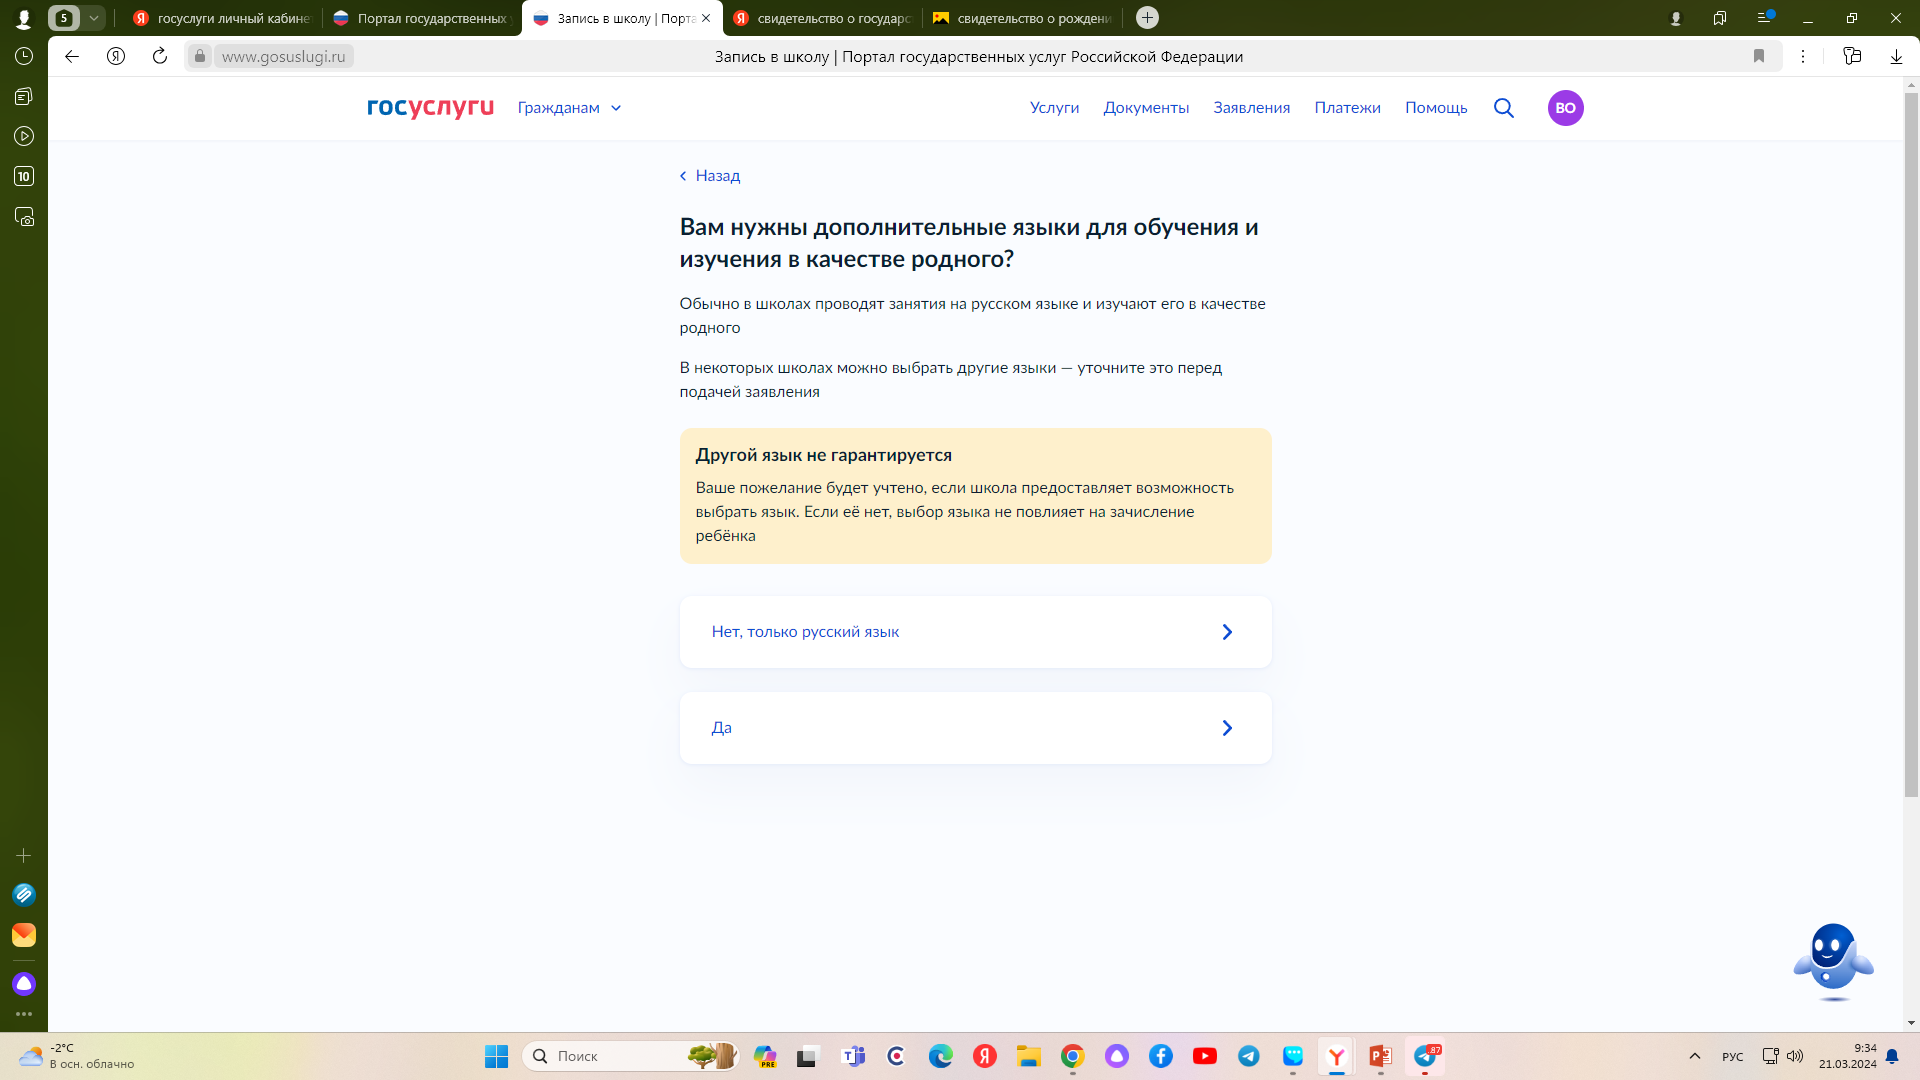 5
госуслуги личный кабине
Портал государственных
Запись в школу | Порта
свидетельство о государс
свидетельство о рождени
www.gosuslugi.ru
Запись в школу | Портал государственных услуг Российской Федерации
10
госуслуги
Гражданам
Услуги
Документы
Заявления
Платежи
Помощь
ВО
Назад
Вам нужны дополнительные языки для обучения и
изучения в качестве родного?
Обычно в школах проводят занятия на русском языке и изучают его в качестве
родного
В некоторых школах можно выбрать другие языки — уточните это перед
подачей заявления
Другой язык не гарантируется
Ваше пожелание будет учтено, если школа предоставляет возможность
выбрать язык. Если её нет, выбор языка не повлияет на зачисление
ребёнка
Нет, только русский язык
Да
-2°C
В осн. облачно
Поиск
PRE
87
РУС
9:34
21.03.2024